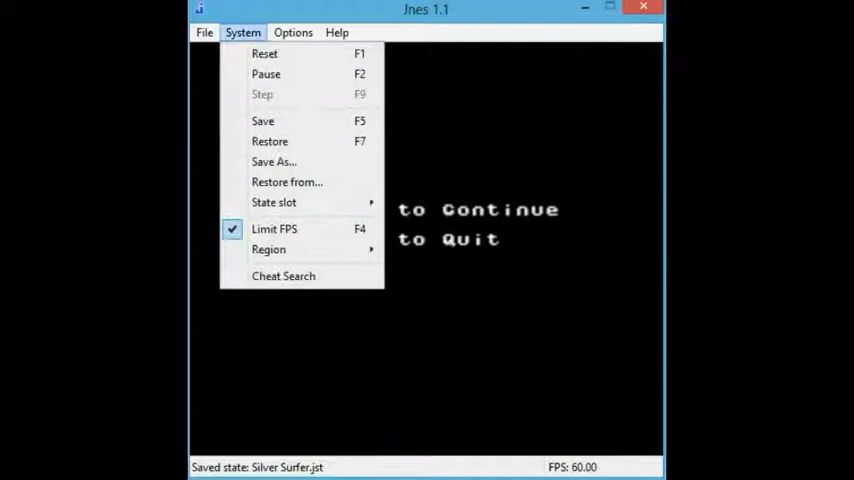 Jnes 1.1
File System Options Help
Reset F1
Pause F2
Step F9
Save F5
Restore F7
Save As...
Restore from...
State slot
Limit FPS F4
Region
Cheat Search
to Continue
to Quit
Saved state: Silver Surfer.jst FPS: 60.00